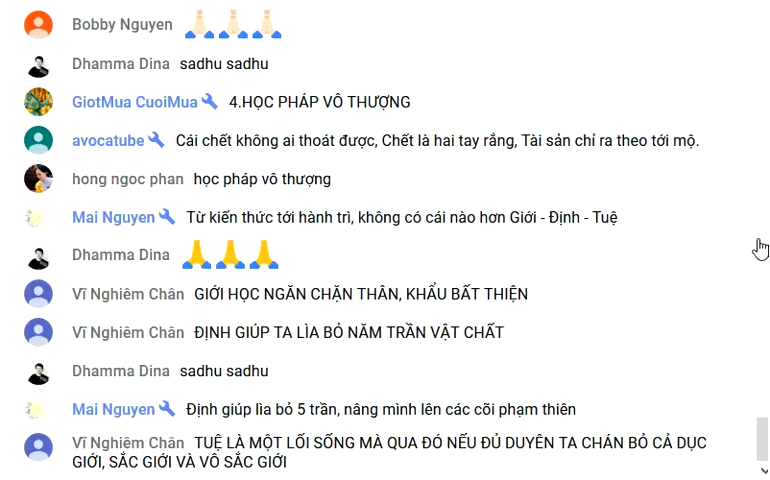 Bobby Nguyen 🙏🏻🙏🏻🙏🏻
Dhamma Dina sadhu sadhu
GiotMua CuoiMua 4.HỌC PHÁP VÔ THƯỢNG
avocatube Cái chết không ai thoát được, Chết là hai tay rắng, Tài sản chỉ ra theo tới mộ.
hong ngoc phan học pháp vô thượng
Mai Nguyen Từ kiến thức tới hành trì, không có cái nào hơn Giới - Định - Tuệ
Dhamma Dina 🙏🙏🙏
Vĩ Nghiêm Chân GIỚI HỌC NGĂN CHẶN THÂN, KHẨU BẤT THIỆN
Vĩ Nghiêm Chân ĐỊNH GIÚP TA LÌA BỎ NĂM TRẦN VẬT CHẤT
Dhamma Dina sadhu sadhu
Mai Nguyen Định giúp lìa bỏ 5 trần, nâng mình lên các cõi phạm thiên
Vĩ Nghiêm Chân TUỆ LÀ MỘT LỐI SỐNG MÀ QUA ĐÓ NẾU ĐỦ DUYÊN TA CHÁN BỎ CẢ DỤC
GIỚI, SẮC GIỚI VÀ VÔ SẮC GIỚI